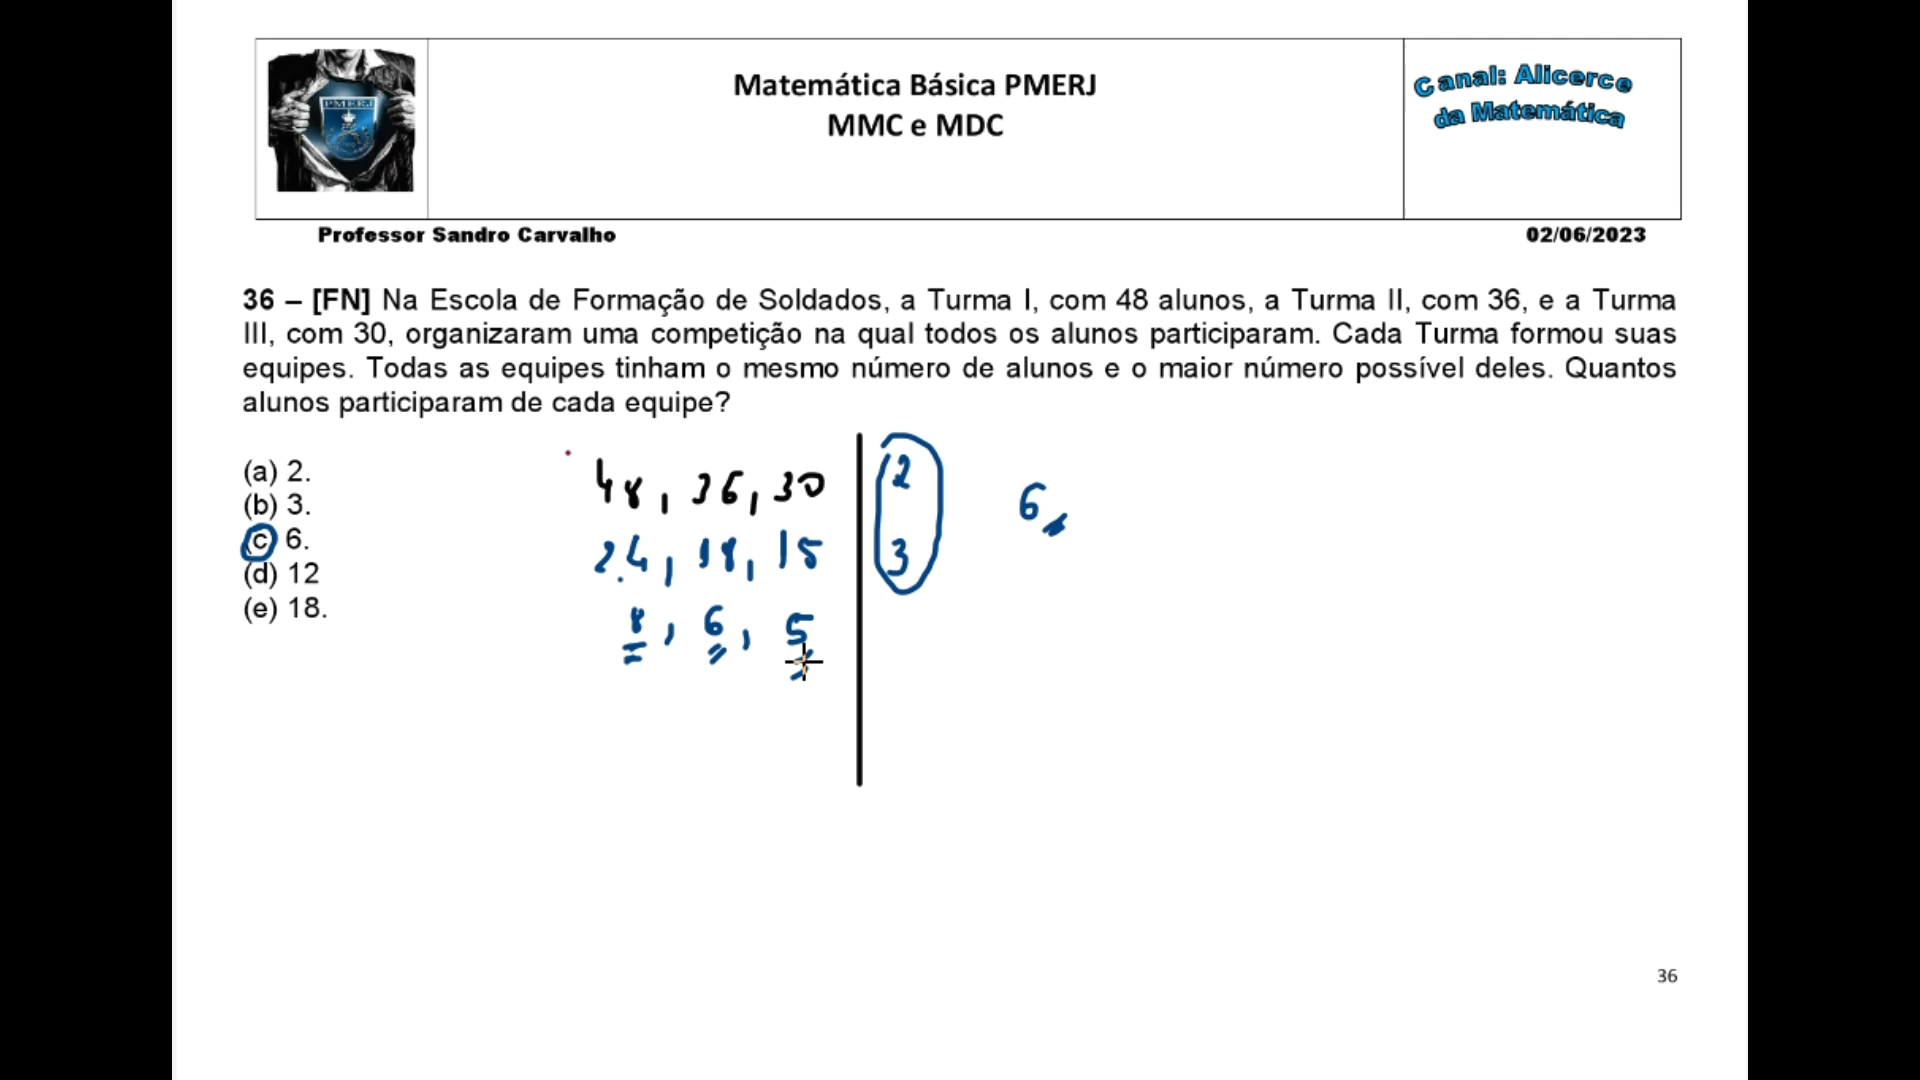 PMERJ
Matemática Básica PMERJ
MMC e MDC
Canal: Alicerce
da Matemática
Professor Sandro Carvalho
02/06/2023
36 – [FN] Na Escola de Formação de Soldados, a Turma I, com 48 alunos, a Turma II, com 36, e a Turma
III, com 30, organizaram uma competição na qual todos os alunos participaram. Cada Turma formou suas
equipes. Todas as equipes tinham o mesmo número de alunos e o maior número possível deles. Quantos
alunos participaram de cada equipe?
(a) 2.
(b) 3.
(c) 6.
(d) 12
(e) 18.
48, 36, 30 | 2
24, 18, 15 | 3
8, 6, 5
6
36